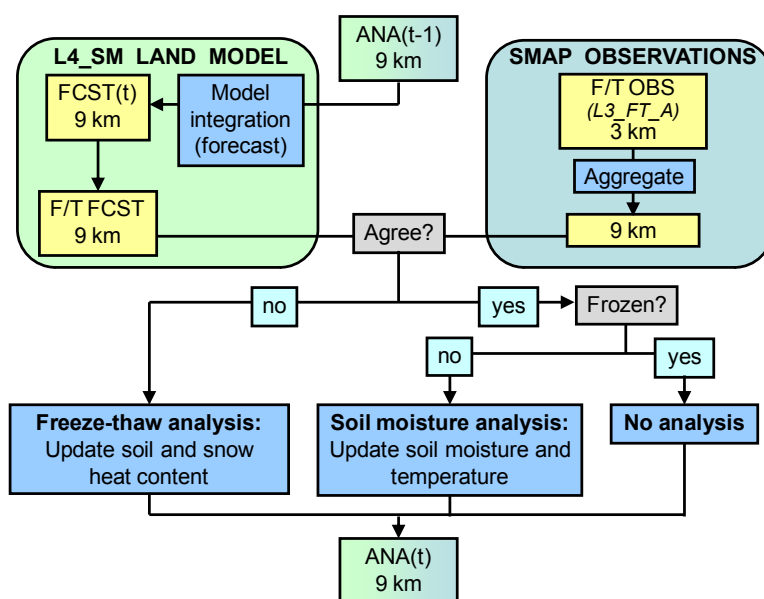 ANA(t-1)
9 km
L4_SM LAND MODEL
FCST(t)
9 km
Model
integration
(forecast)
F/T FCST
9 km
SMAP OBSERVATIONS
F/T OBS
(L3_FT_A)
3 km
Aggregate
9 km
Agree?
no
yes
Frozen?
no
yes
Freeze-thaw analysis:
Update soil and snow
heat content
Soil moisture analysis:
Update soil moisture and
temperature
No analysis
ANA(t)
9 km